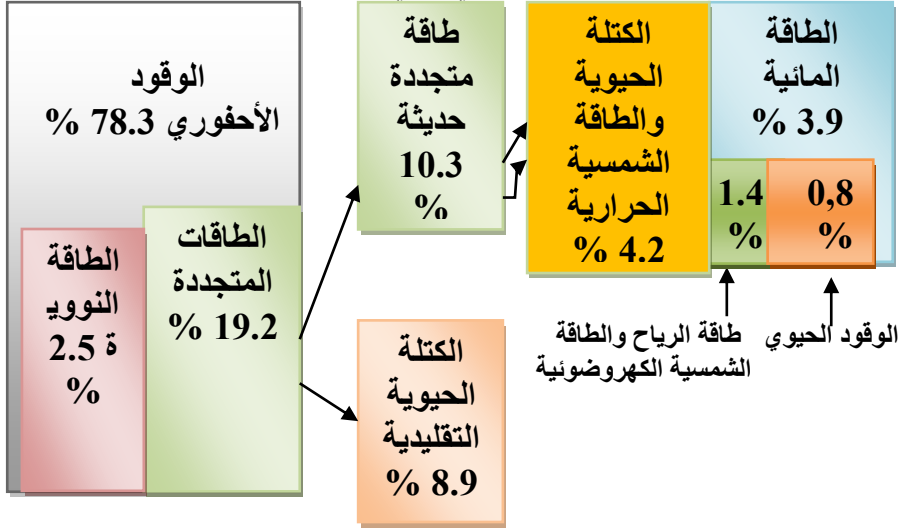 الوقود
الأحفوري 78.3 %
الطاقة
النووي
ة 2.5
%
الطاقات
المتجددة
19.2 %
طاقة
متجددة
حديثة
10.3
%
الكتلة
الحيوية
التقليدية
8.9 %
الكتلة
الحيوية
والطاقة
الشمسية
الحرارية
4.2 %
الطاقة
المائية
3.9 %
1.4
%
0,8
%
طاقة الرياح والطاقة
الشمسية الكهروضوئية
الوقود الحيوي